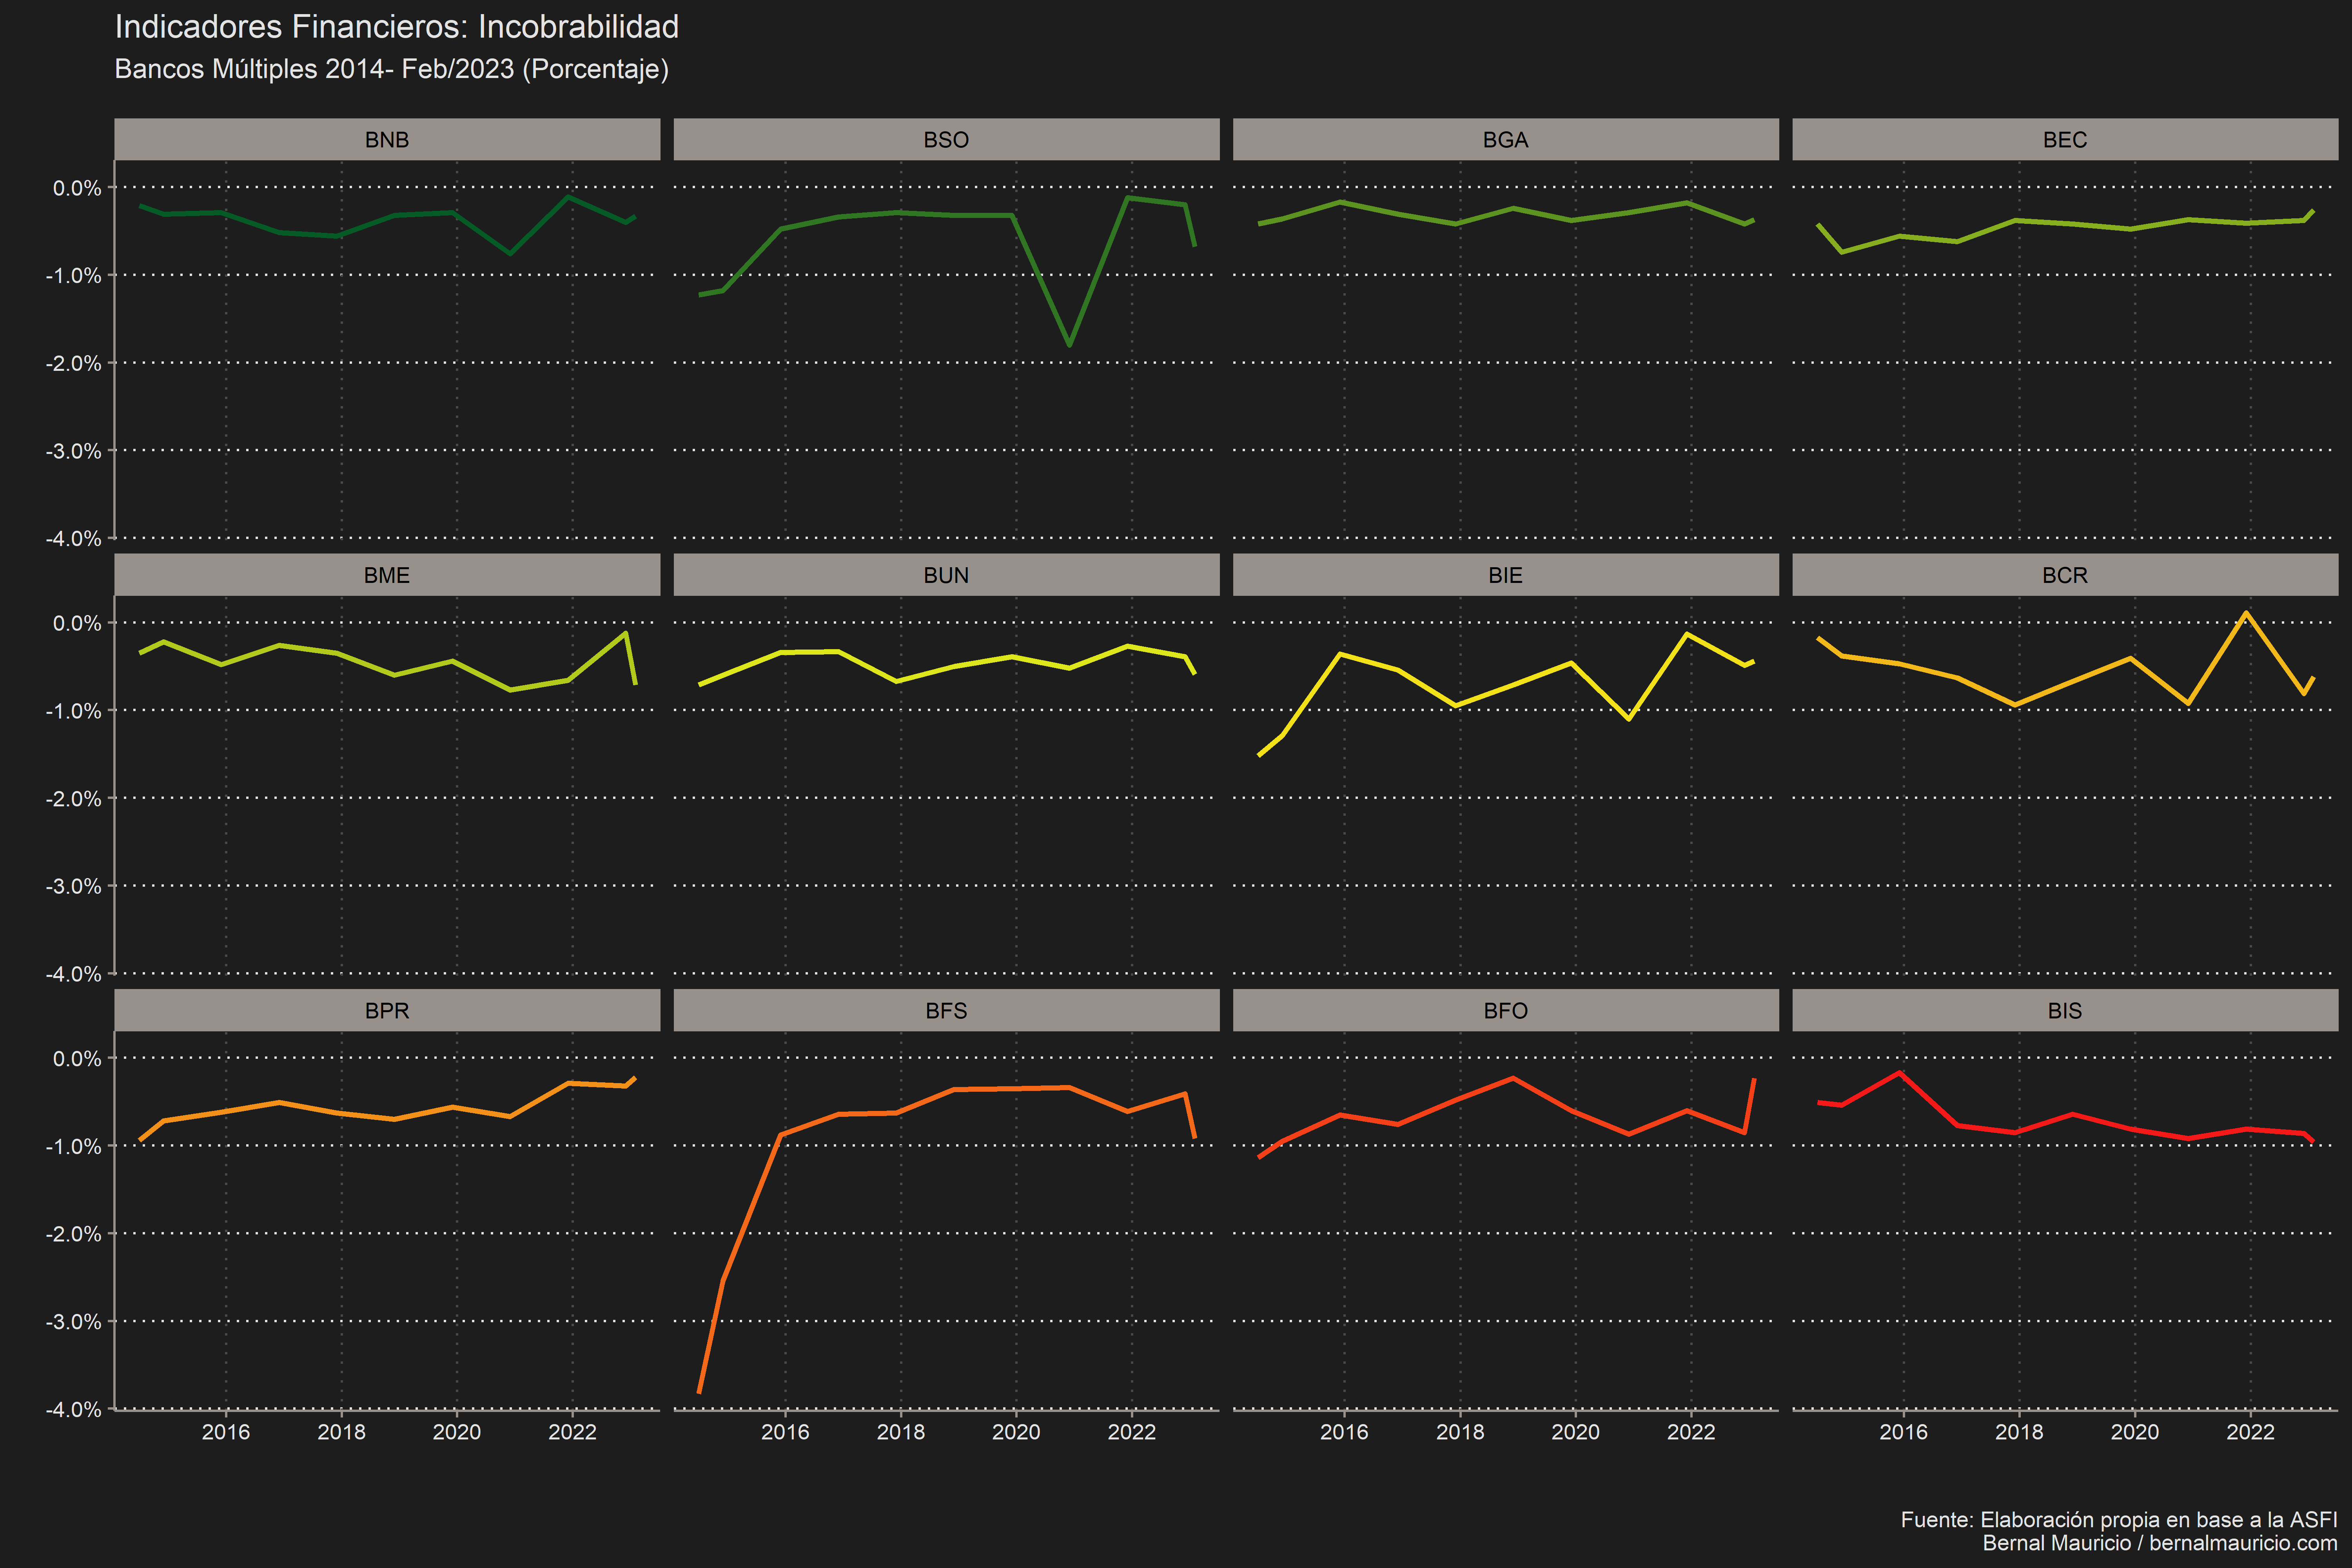 Indicadores Financieros: Incobrabilidad
Bancos Múltiples 2014- Feb/2023 (Porcentaje)
BNB BSO BGA BEC
0.0%
-1.0%
-2.0%
-3.0%
-4.0%
BME BUN BIE BCR
0.0%
-1.0%
-2.0%
-3.0%
-4.0%
BPR BFS BFO BIS
0.0%
-1.0%
-2.0%
-3.0%
-4.0%
2016 2018 2020 2022 2016 2018 2020 2022 2016 2018 2020 2022 2016 2018 2020 2022
Fuente: Elaboración propia en base a la ASFI
Bernal Mauricio / bernalmauricio.com